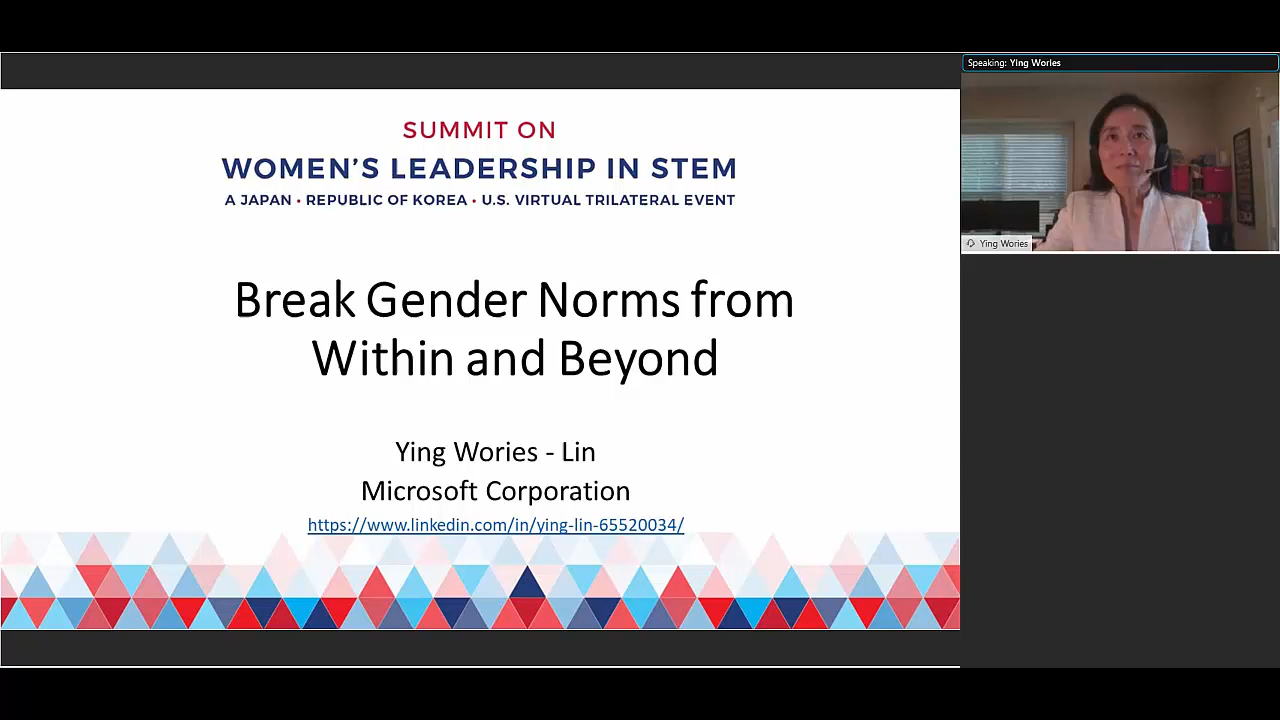 SUMMIT ON
WOMEN'S LEADERSHIP IN STEM
A JAPAN • REPUBLIC OF KOREA • U.S. VIRTUAL TRILATERAL EVENT
Break Gender Norms from
Within and Beyond
Ying Wories - Lin
Microsoft Corporation
https://www.linkedin.com/in/ying-lin-65520034/
Speaking: Ying Wories
Ying Wories